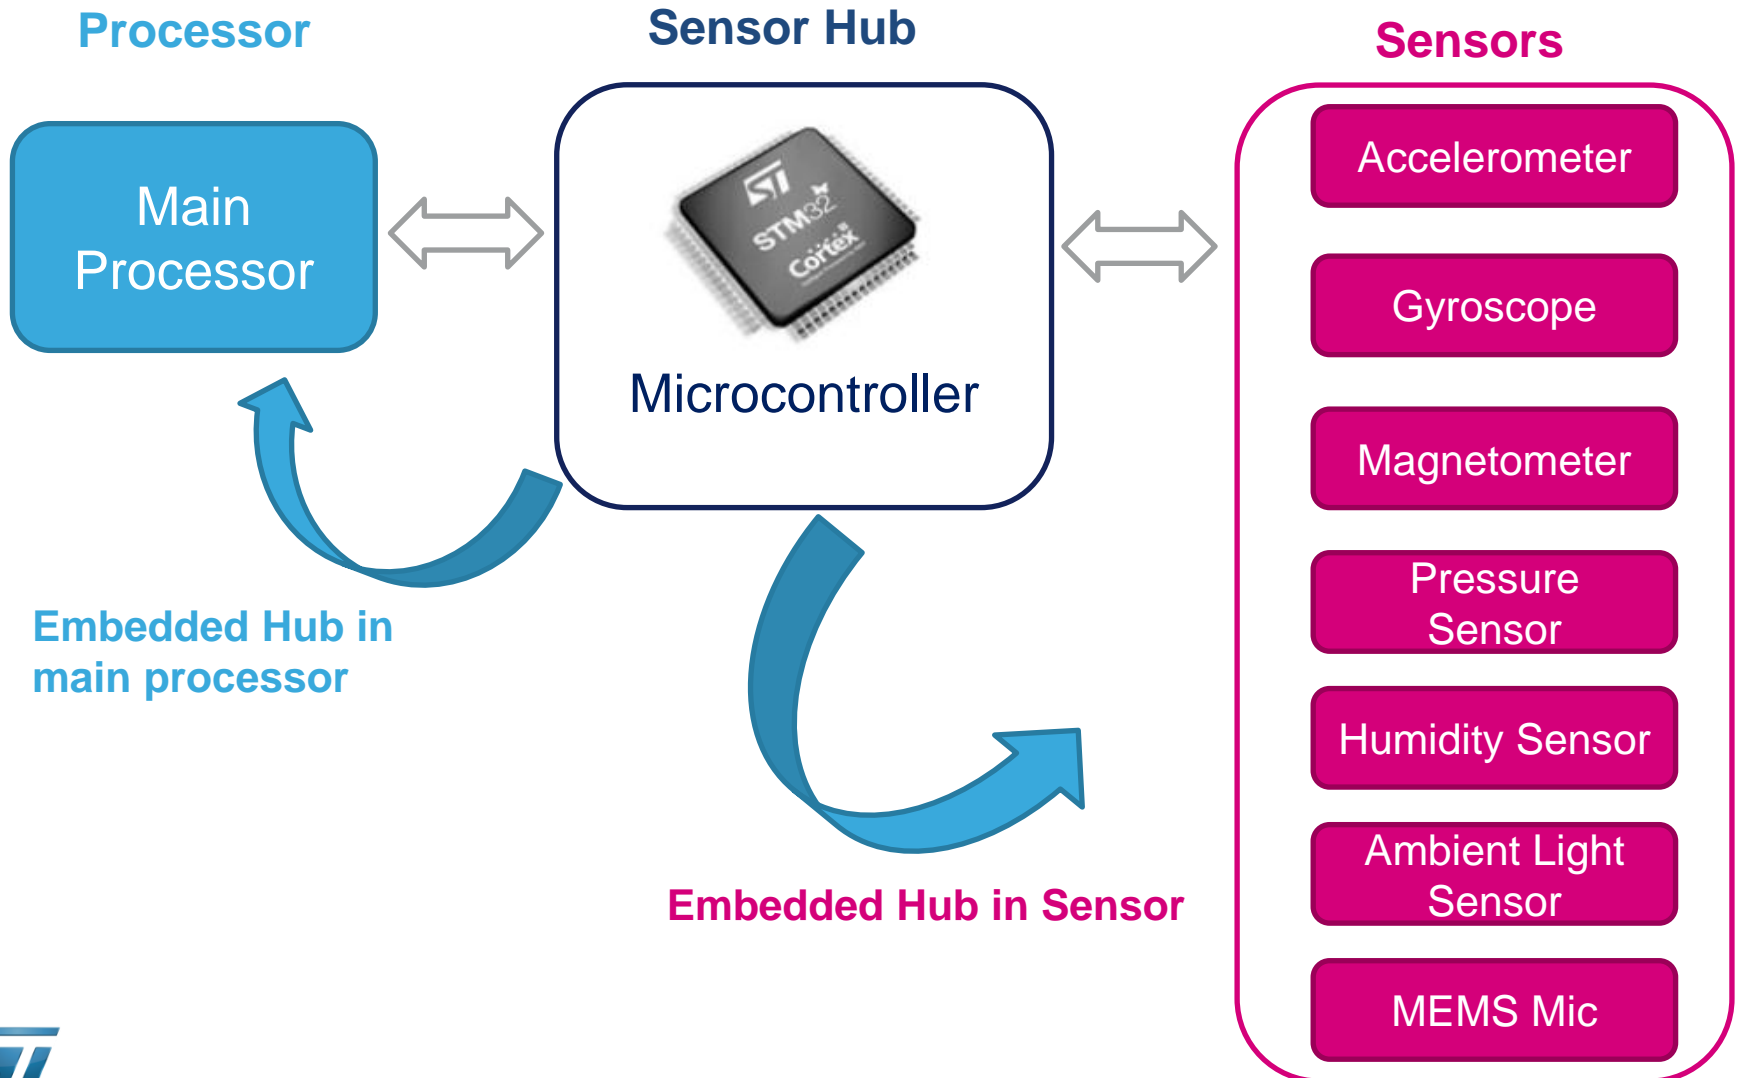 Processor
Sensor Hub
Sensors
Main
Processor
STM32
Cortex
Microcontroller
Accelerometer
Gyroscope
Magnetometer
Pressure
Sensor
Humidity Sensor
Ambient Light
Sensor
MEMS Mic
Embedded Hub in
main processor
Embedded Hub in Sensor